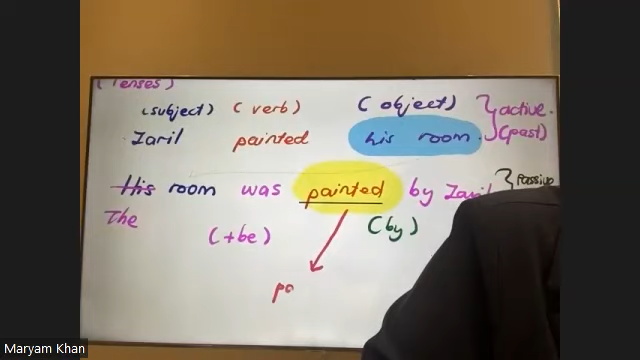 (Tenses)
(subject) (verb) (object) } active.
Zaril painted his room. (past)
His room was painted by Zaril } Passive
The (+be) (by)
pa
Maryam Khan